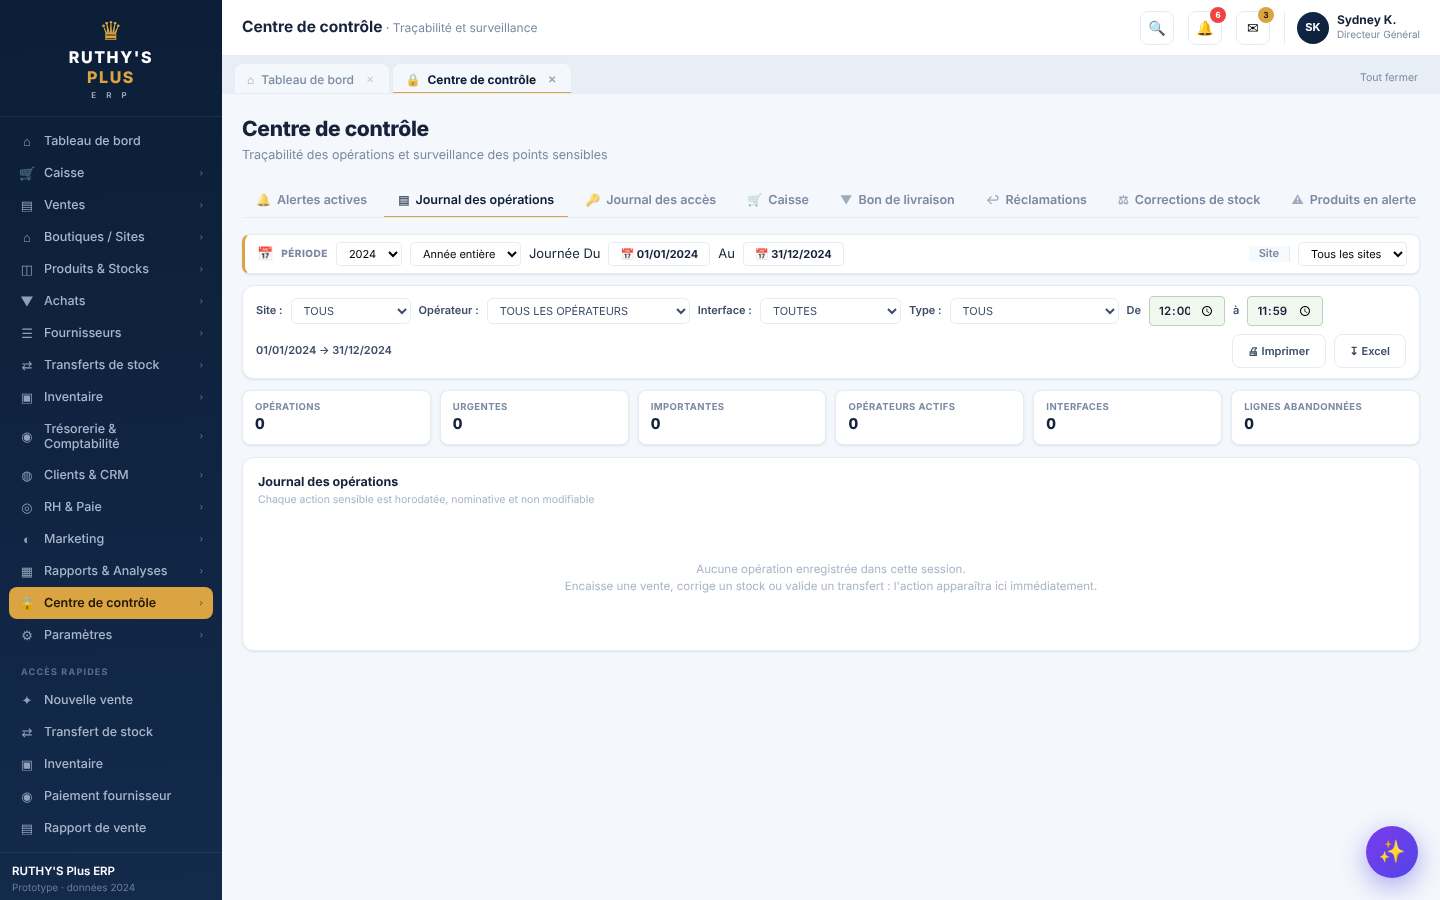 RUTHY'S
PLUS
E R P
Tableau de bord
Caisse
Ventes
Boutiques / Sites
Produits & Stocks
Achats
Fournisseurs
Transferts de stock
Inventaire
Trésorerie &
Comptabilité
Clients & CRM
RH & Paie
Marketing
Rapports & Analyses
Centre de contrôle
Paramètres
ACCÈS RAPIDES
Nouvelle vente
Transfert de stock
Inventaire
Paiement fournisseur
Rapport de vente
RUTHY'S Plus ERP
Prototype · données 2024
Centre de contrôle · Traçabilité et surveillance
6
3
SK
Sydney K.
Directeur Général
Tableau de bord ×
Centre de contrôle ×
Tout fermer
Centre de contrôle
Traçabilité des opérations et surveillance des points sensibles
Alertes actives
Journal des opérations
Journal des accès
Caisse
Bon de livraison
Réclamations
Corrections de stock
Produits en alerte
PÉRIODE 2024 Année entière Journée Du 01/01/2024 Au 31/12/2024 Site Tous les sites
Site : TOUS Opérateur : TOUS LES OPÉRATEURS Interface : TOUTES Type : TOUS De 12:00 à 11:59
01/01/2024 → 31/12/2024
Imprimer
Excel
OPÉRATIONS
0
URGENTES
0
IMPORTANTES
0
OPÉRATEURS ACTIFS
0
INTERFACES
0
LIGNES ABANDONNÉES
0
Journal des opérations
Chaque action sensible est horodatée, nominative et non modifiable
Aucune opération enregistrée dans cette session.
Encaisse une vente, corrige un stock ou valide un transfert : l'action apparaîtra ici immédiatement.